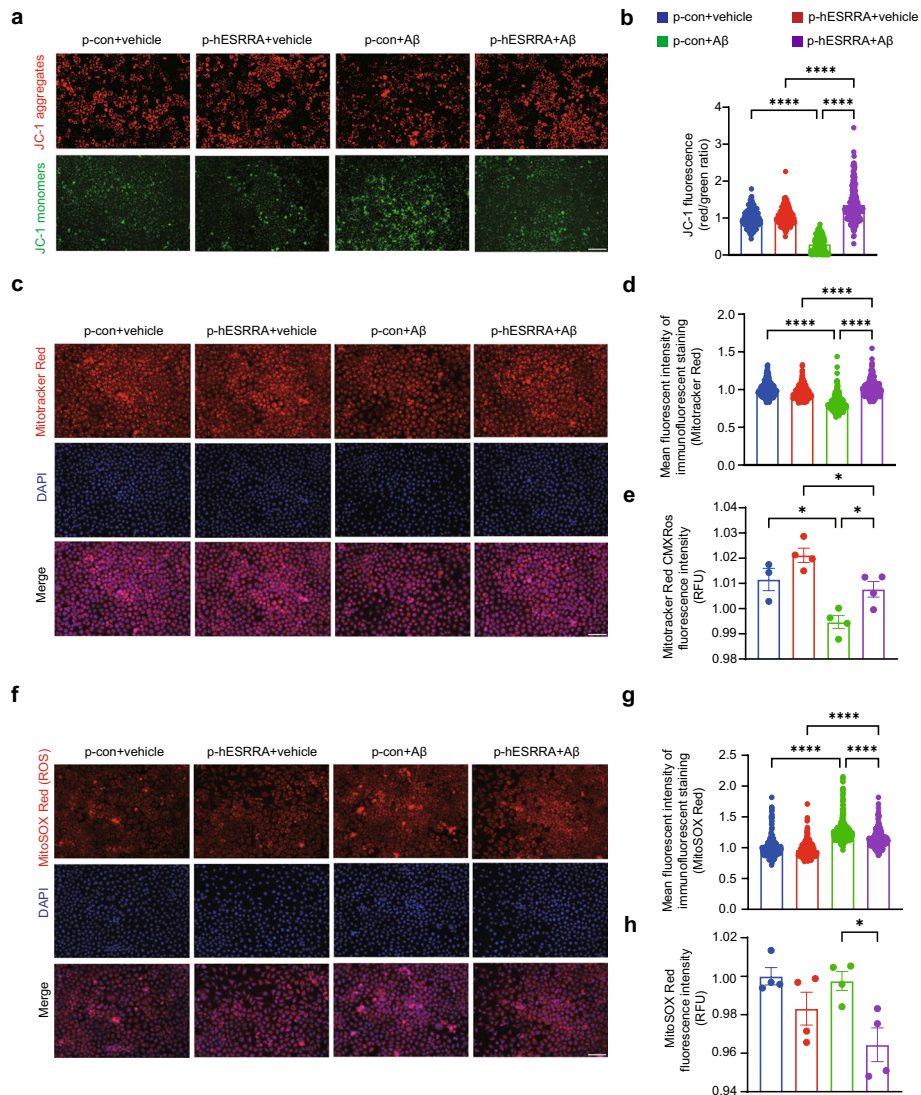 a
p-con+vehicle
p-hESRRA+vehicle
p-con+Aβ
p-hESRRA+Aβ
JC-1 aggregates
JC-1 monomers
b
p-con+vehicle
p-hESRRA+vehicle
p-con+Aβ
p-hESRRA+Aβ
****
**** ****
JC-1 fluorescence
(red/green ratio)
4
3
2
1
0
c
p-con+vehicle
p-hESRRA+vehicle
p-con+Aβ
p-hESRRA+Aβ
Mitotracker Red
DAPI
Merge
d
****
**** ****
Mean fluorescent intensity of
immunofluorescent staining
(Mitotracker Red)
2.0
1.5
1.0
0.5
0.0
e
*
* *
Mitotracker Red CMXRos
fluorescence intensity
(RFU)
1.04
1.03
1.02
1.01
1.00
0.99
0.98
f
p-con+vehicle
p-hESRRA+vehicle
p-con+Aβ
p-hESRRA+Aβ
MitoSOX Red (ROS)
DAPI
Merge
g
****
**** ****
Mean fluorescent intensity of
immunofluorescent staining
(MitoSOX Red)
2.5
2.0
1.5
1.0
0.5
0.0
h
*
MitoSOX Red
fluorescence intensity
(RFU)
1.02
1.00
0.98
0.96
0.94